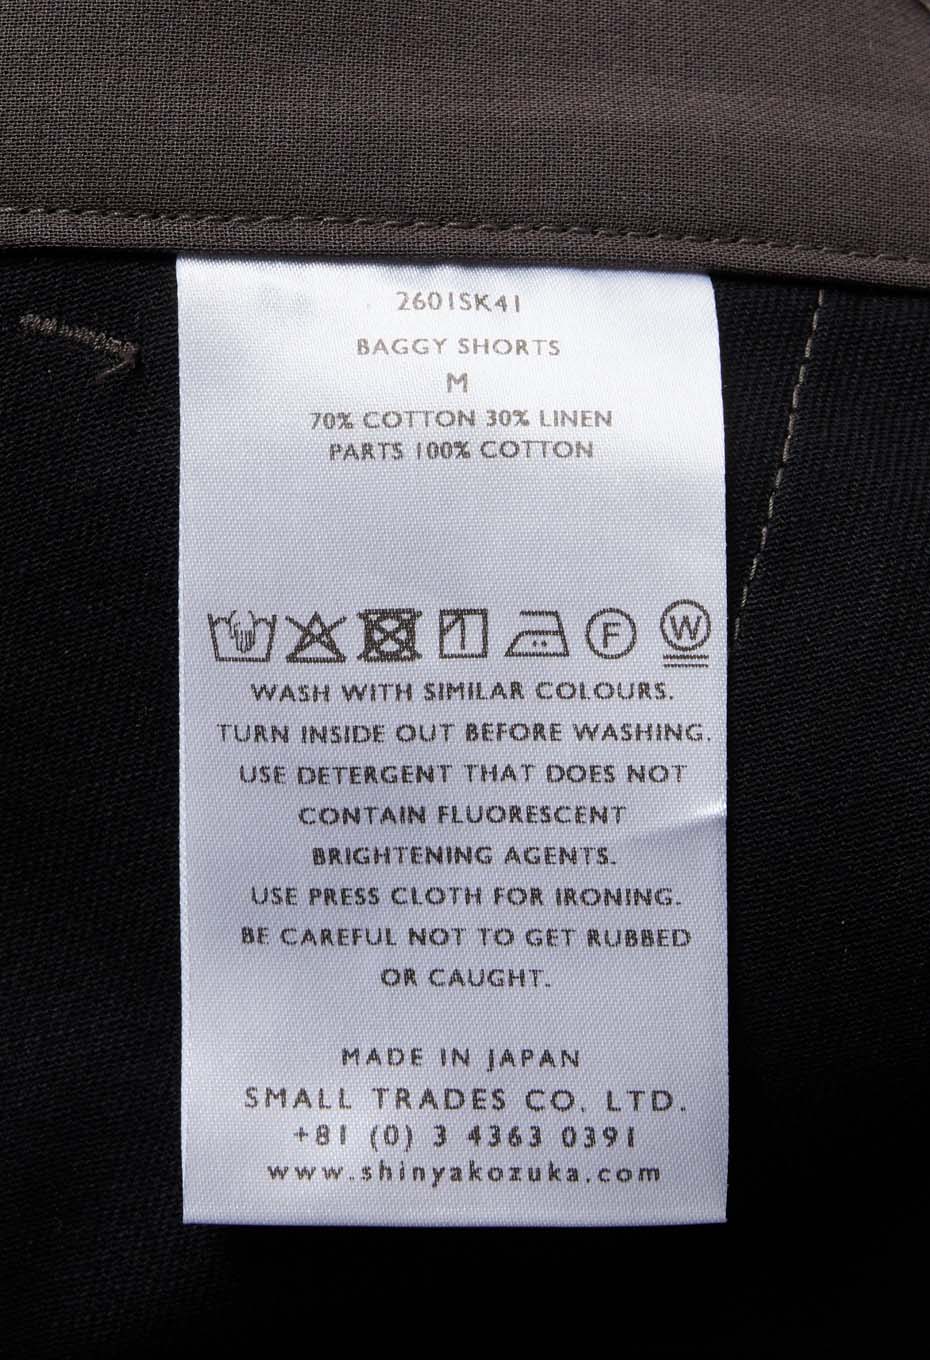 2601SK41
BAGGY SHORTS
M
70% COTTON 30% LINEN
PARTS 100% COTTON
F W
WASH WITH SIMILAR COLOURS.
TURN INSIDE OUT BEFORE WASHING.
USE DETERGENT THAT DOES NOT
CONTAIN FLUORESCENT
BRIGHTENING AGENTS.
USE PRESS CLOTH FOR IRONING.
BE CAREFUL NOT TO GET RUBBED
OR CAUGHT.
MADE IN JAPAN
SMALL TRADES CO. LTD.
+81 (0) 3 4363 0391
www.shinyakozuka.com